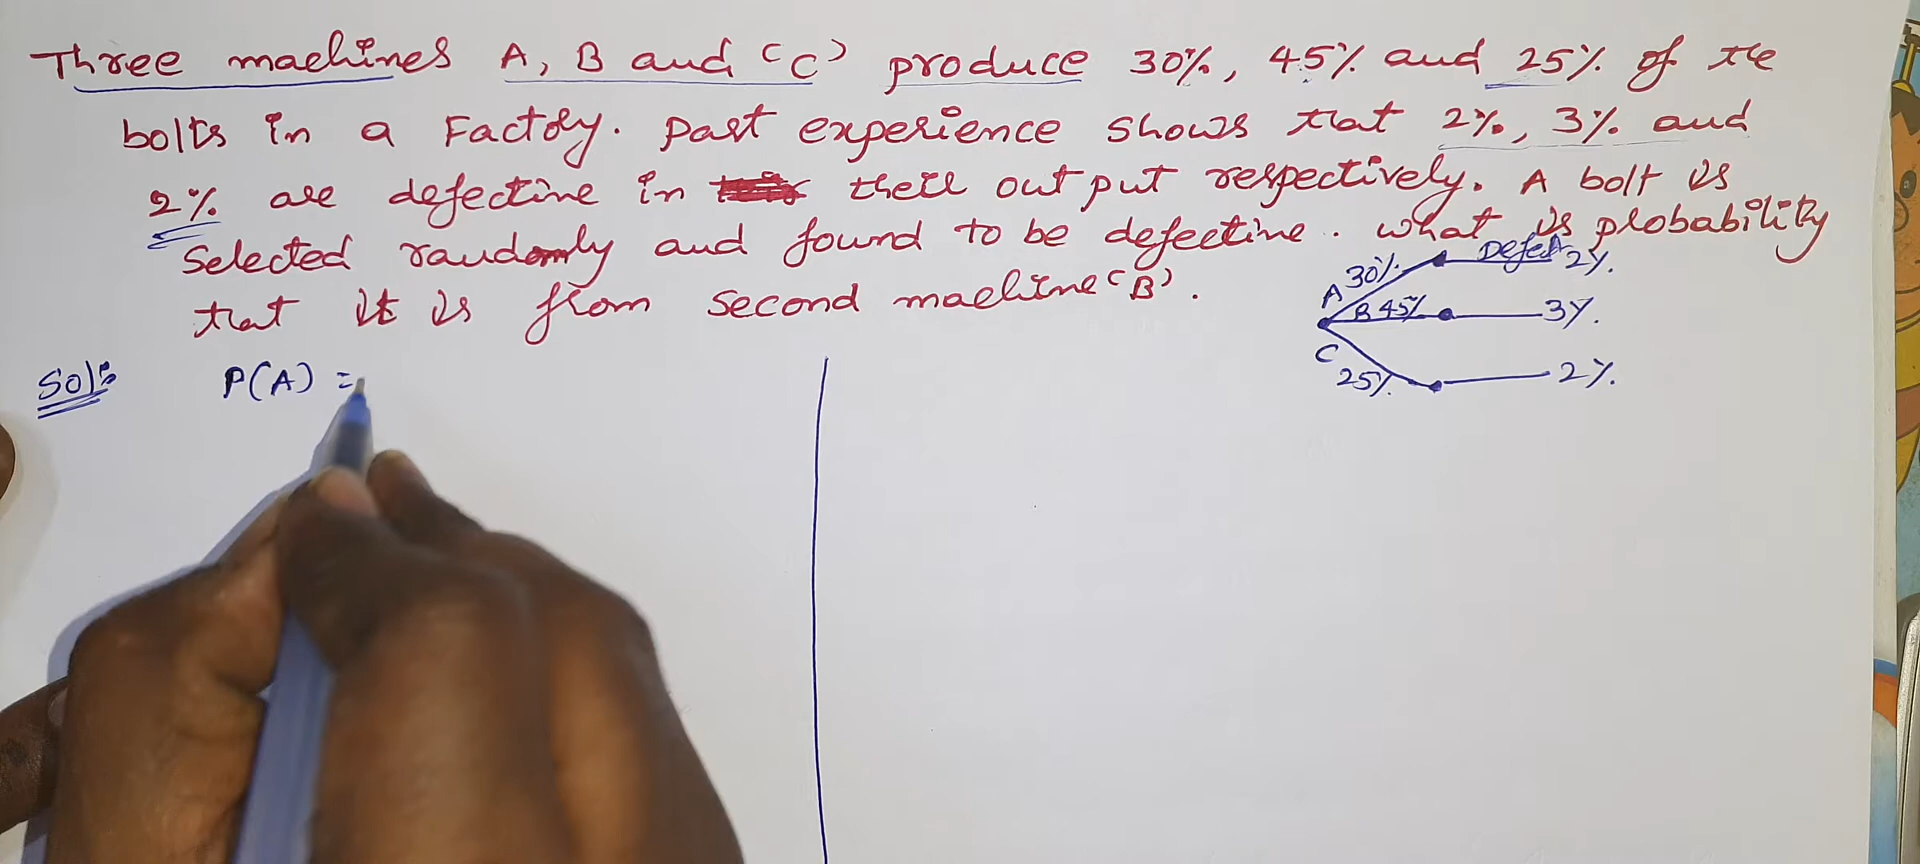 Three machines A, B and 'C' produce 30%, 45% and 25% of the
bolts in a Factory. Past experience shows that 2%, 3% and
2% are defective in their output respectively. A bolt is
selected randomly and found to be defective. What is probability
that it is from second machine 'B'.
Defect 2%.
30%.
A
B 45%
3%.
C
25%.
2%.
Sol:
P(A) =